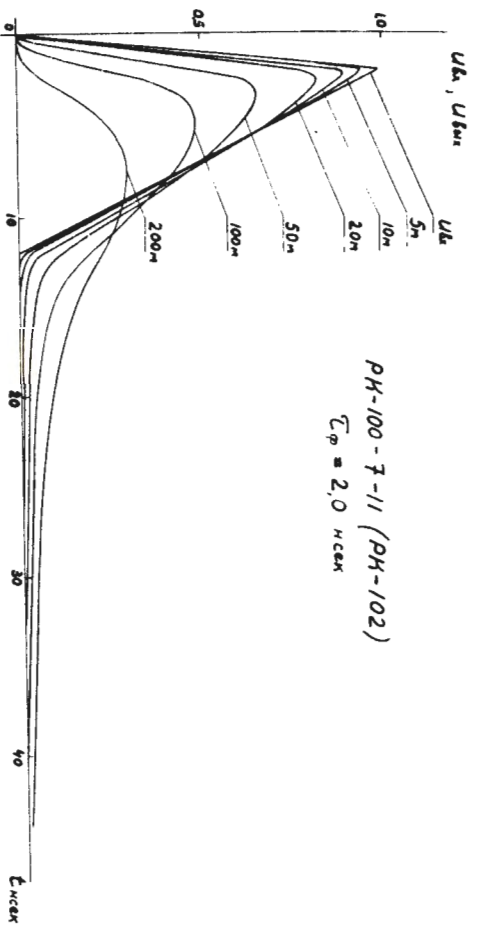 Uвх, Uвых
1.0
0,5
0
10
20
30
40
t нсек
Uвх
5м
10м
20м
50м
100м
200м
РК-100-7-11 (РК-102)
τф = 2,0 нсек